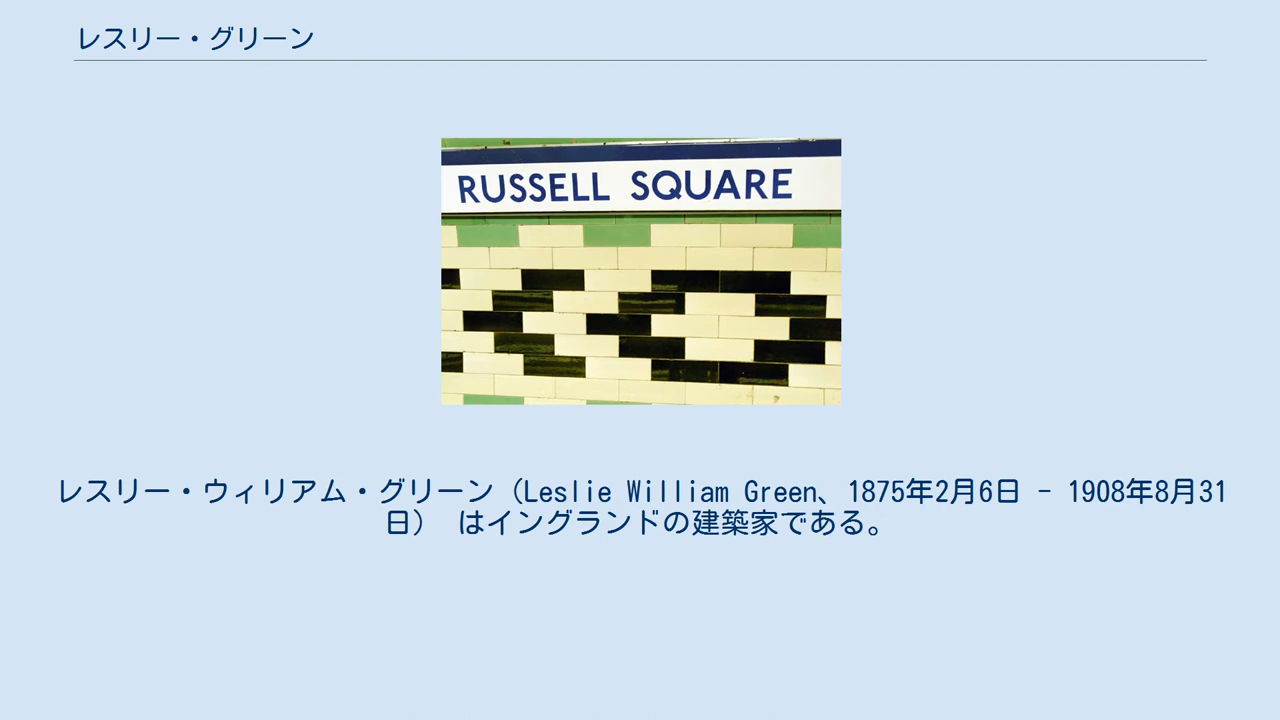 レスリー・グリーン
RUSSELL SQUARE
レスリー・ウィリアム・グリーン（Leslie William Green、1875年2月6日 - 1908年8月31
日） はイングランドの建築家である。